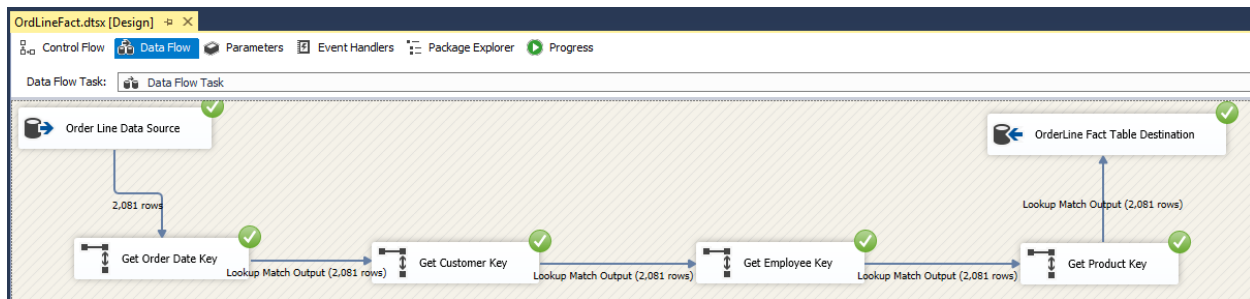 OrdLineFact.dtsx [Design]
Control Flow Data Flow Parameters Event Handlers Package Explorer Progress
Data Flow Task: Data Flow Task
Order Line Data Source
OrderLine Fact Table Destination
2,081 rows
Lookup Match Output (2,081 rows)
Get Order Date Key
Lookup Match Output (2,081 rows)
Get Customer Key
Lookup Match Output (2,081 rows)
Get Employee Key
Lookup Match Output (2,081 rows)
Get Product Key